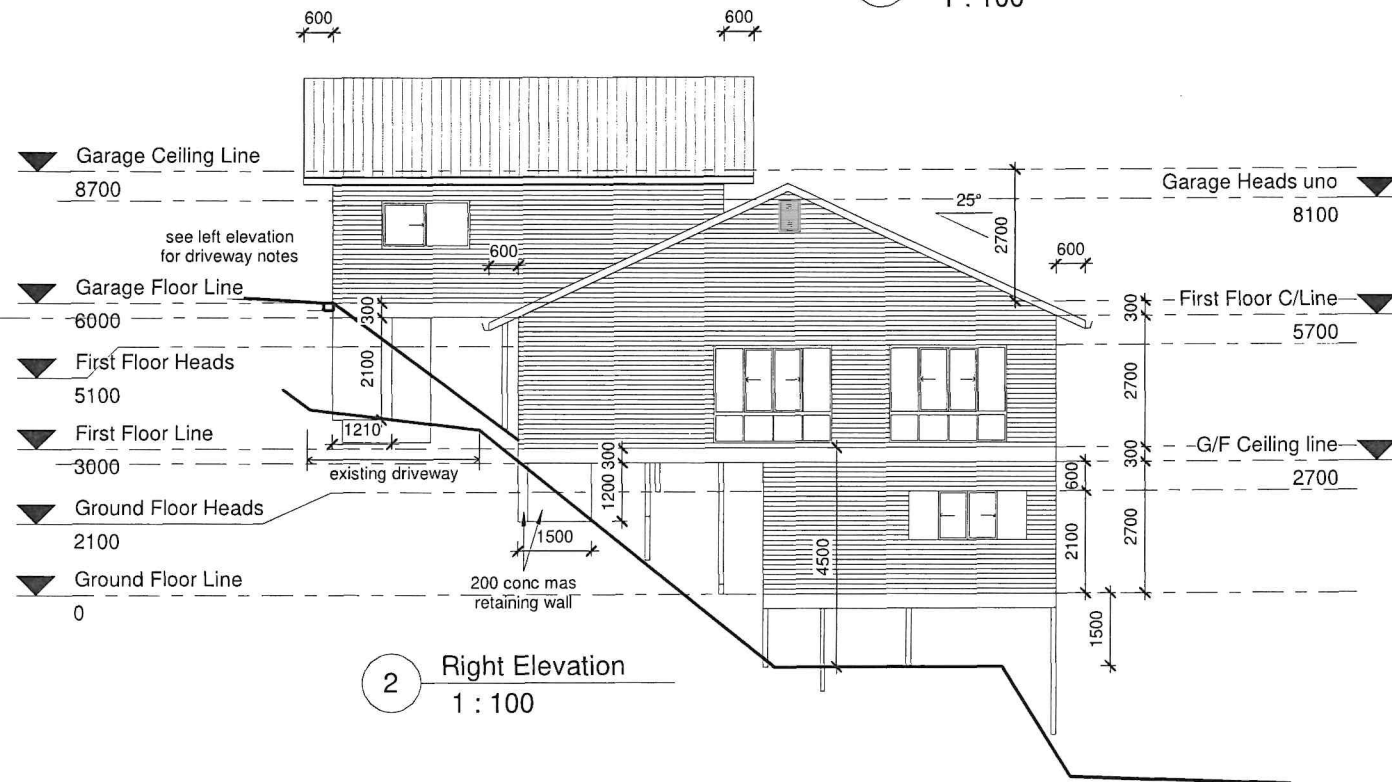 1 : 100
600
600
Garage Ceiling Line
8700
Garage Heads uno
8100
25°
2700
see left elevation
for driveway notes
600
600
Garage Floor Line
6000
300
300
First Floor C/Line
5700
First Floor Heads
5100
2100
2700
First Floor Line
3000
1210
existing driveway
300
300
G/F Ceiling line
2700
1200
600
Ground Floor Heads
2100
1500
4500
2100
2700
200 conc mas
retaining wall
Ground Floor Line
0
1500
2
Right Elevation
1 : 100